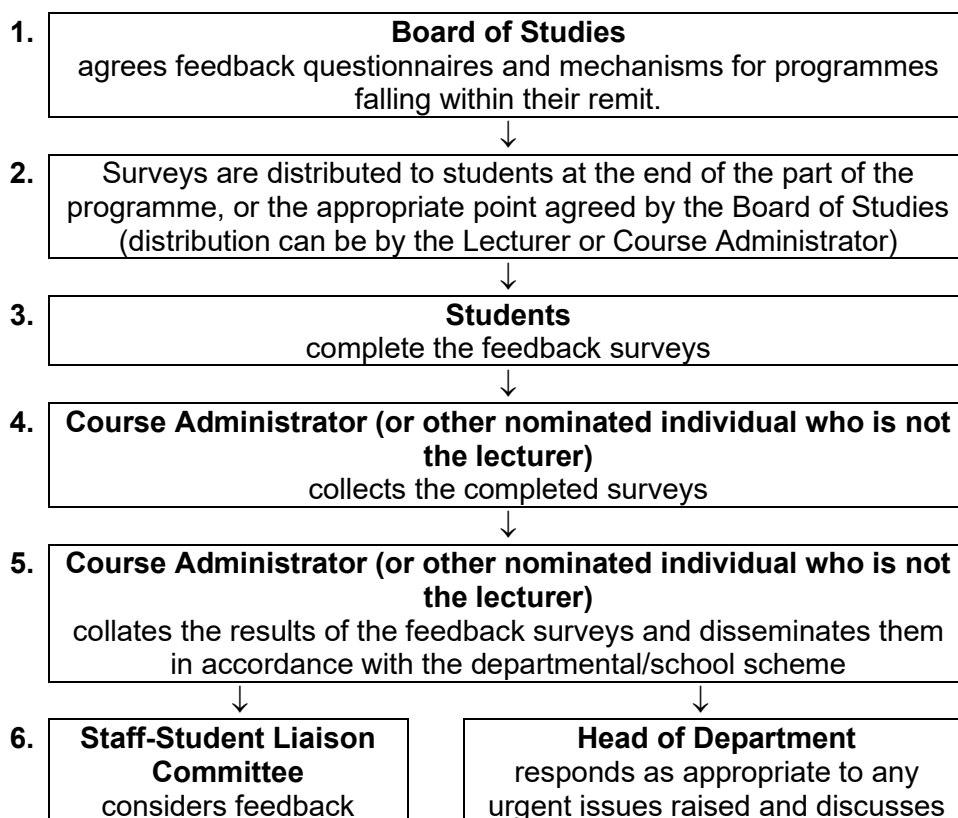 1. Board of Studies
agrees feedback questionnaires and mechanisms for programmes
falling within their remit.
↓
2. Surveys are distributed to students at the end of the part of the
programme, or the appropriate point agreed by the Board of Studies
(distribution can be by the Lecturer or Course Administrator)
↓
3. Students
complete the feedback surveys
↓
4. Course Administrator (or other nominated individual who is not
the lecturer)
collects the completed surveys
↓
5. Course Administrator (or other nominated individual who is not
the lecturer)
collates the results of the feedback surveys and disseminates them
in accordance with the departmental/school scheme
↓ ↓
6. Staff-Student Liaison
Committee
considers feedback
Head of Department
responds as appropriate to any
urgent issues raised and discusses